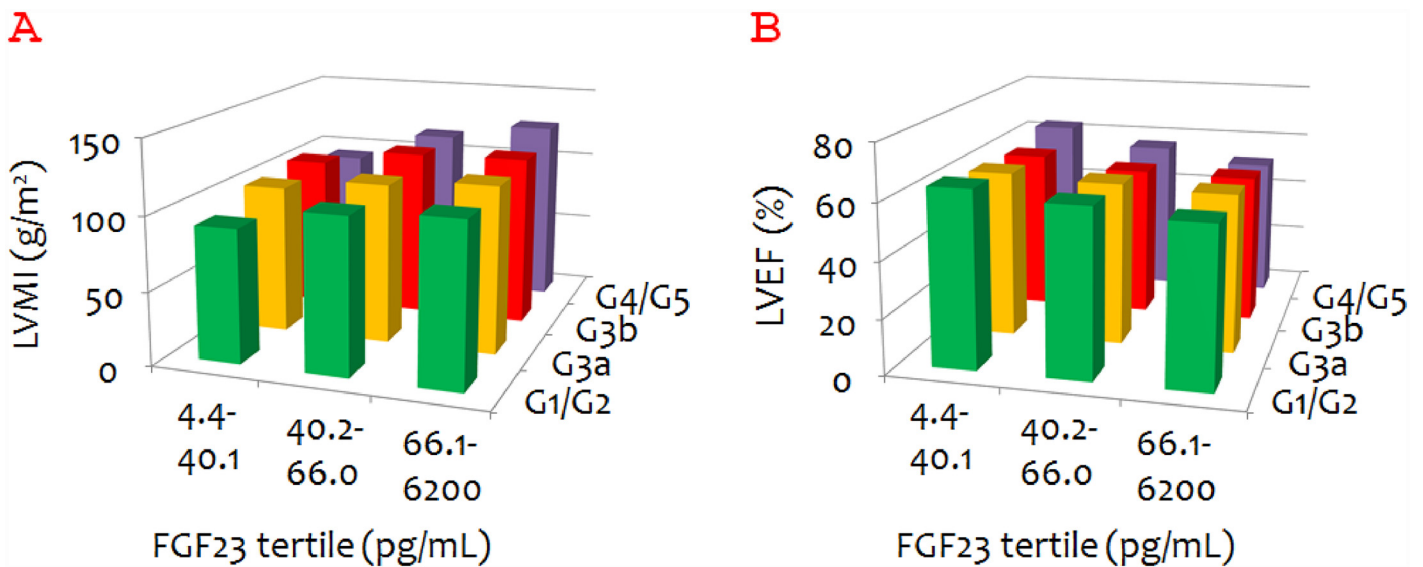 A
150
100
50
0
LVMI (g/m²)
G4/G5
G3b
G3a
G1/G2
4.4-
40.1
40.2-
66.0
66.1-
6200
FGF23 tertile (pg/mL)
B
80
60
40
20
0
LVEF (%)
G4/G5
G3b
G3a
G1/G2
4.4-
40.1
40.2-
66.0
66.1-
6200
FGF23 tertile (pg/mL)